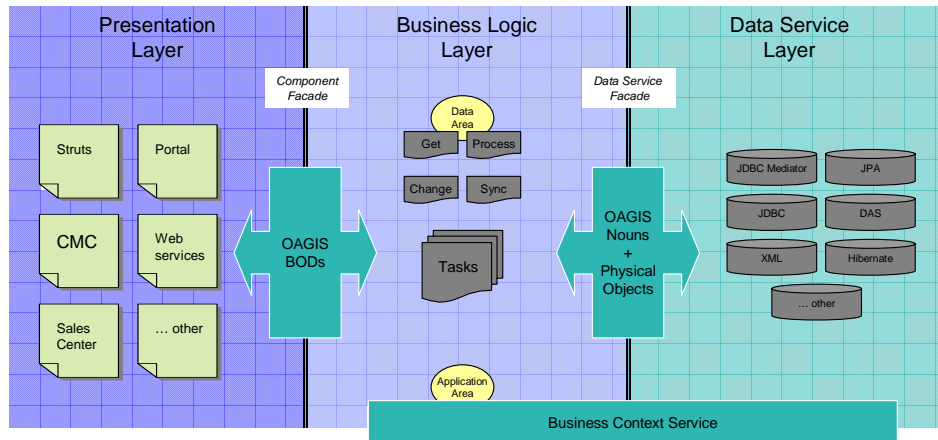 Presentation
Layer
Business Logic
Layer
Data Service
Layer
Component
Facade
Data Service
Facade
Data
Area
Get
Process
Change
Sync
Tasks
Struts
Portal
CMC
Web
services
Sales
Center
… other
OAGIS
BODs
OAGIS
Nouns
+
Physical
Objects
JDBC Mediator
JPA
JDBC
DAS
XML
Hibernate
… other
Application
Area
Business Context Service